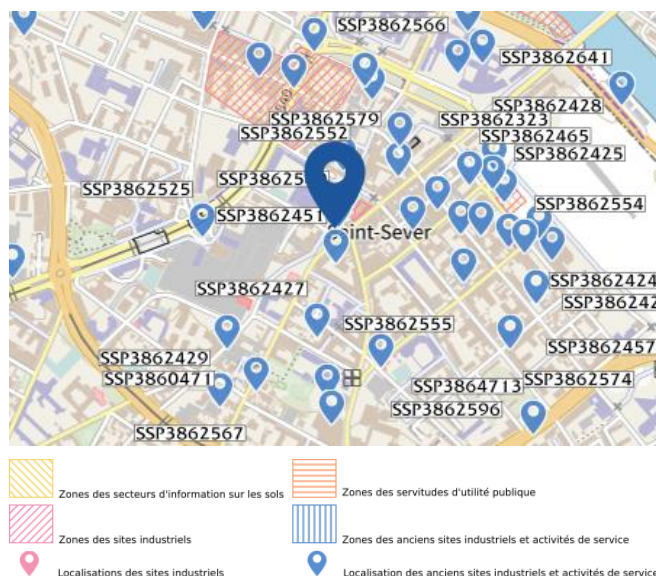 SSP3862566
SSP3862641
SSP3862428
SSP3862579
SSP3862323
SSP3862552
SSP3862465
SSP3862425
SSP3862525
SSP3862451
SSP3862554
Saint-Sever
SSP3862424
SSP3862427
SSP3862555
SSP3862457
SSP3862429
SSP3860471
SSP3864713
SSP3862574
SSP3862596
SSP3862567
Zones des secteurs d'information sur les sols
Zones des servitudes d'utilité publique
Zones des sites industriels
Zones des anciens sites industriels et activités de service
Localisations des sites industriels
Localisation des anciens sites industriels et activités de service